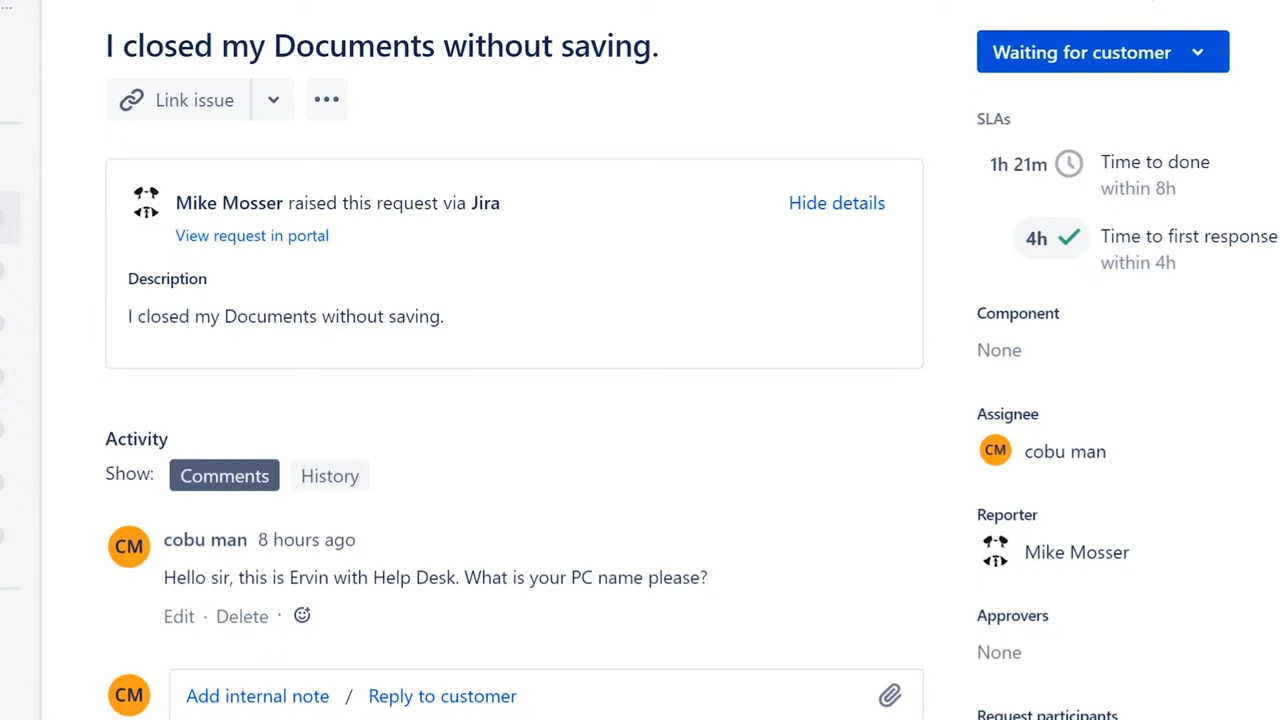 I closed my Documents without saving.
Waiting for customer
Link issue
SLAs
1h 21m
Time to done
within 8h
Mike Mosser raised this request via Jira
Hide details
View request in portal
4h
Time to first response
within 4h
Description
I closed my Documents without saving.
Component
None
Assignee
CM
cobu man
Activity
Show:
Comments
History
Reporter
Mike Mosser
CM
cobu man
8 hours ago
Hello sir, this is Ervin with Help Desk. What is your PC name please?
Edit · Delete ·
Approvers
None
CM
Add internal note / Reply to customer
Request participants